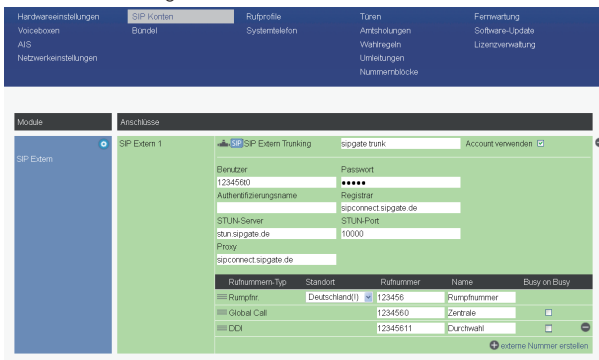 Hardwareeinstellungen SIP Konten Rufprofile Türen Fernwartung
Voiceboxen Bündel Systemtelefon Amtsholungen Software-Update
AIS Wahlregeln Lizenzverwaltung
Netzwerkeinstellungen Umleitungen
Nummernblöcke
Module Anschlüsse
SIP Extern SIP Extern 1 SIP SIP Extern Trunking sipgate trunk Account verwenden
Benutzer Passwort
123456t0 •••••
Authentifizierungsname Registrar
sipconnect.sipgate.de
STUN-Server STUN-Port
stun.sipgate.de 10000
Proxy
sipconnect.sipgate.de
Rufnummern-Typ Standort Rufnummer Name Busy on Busy
Rumpfnr. Deutschland(!) 123456 Rumpfnummer
Global Call 1234560 Zentrale
DDI 12345611 Durchwahl
externe Nummer erstellen